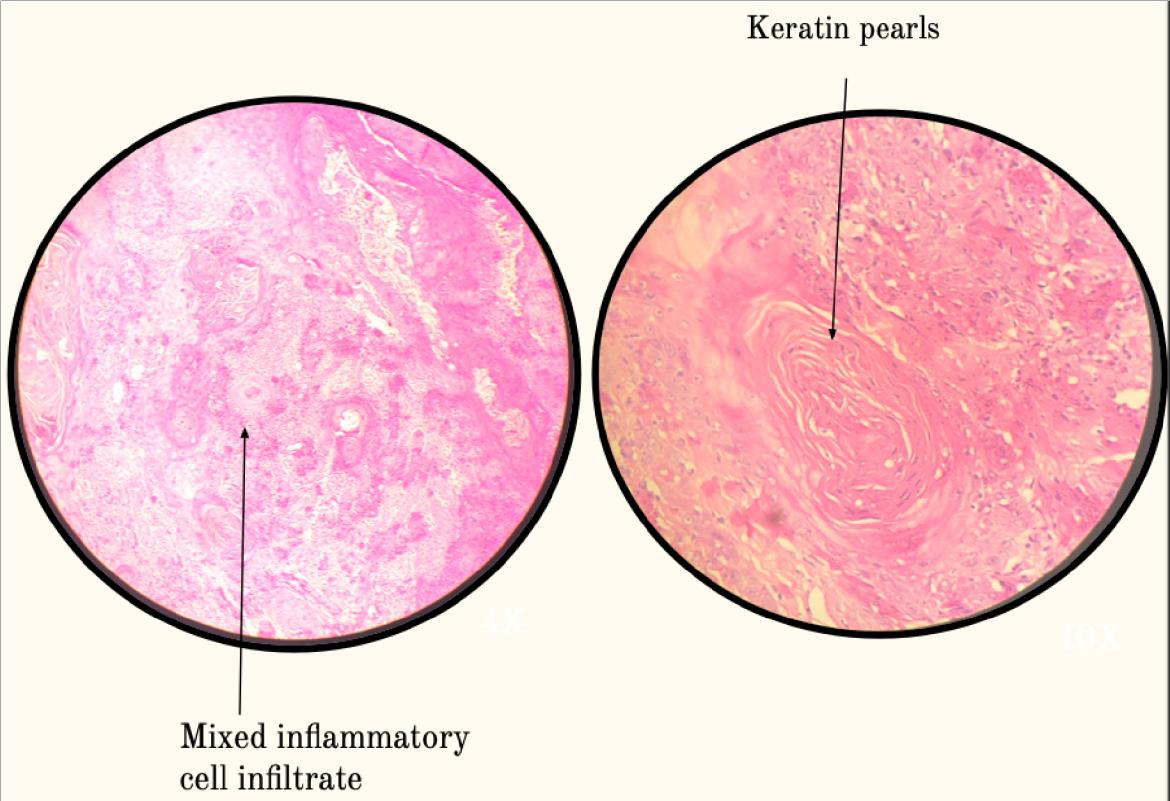 Keratin pearls
4X
10X
Mixed inflammatory
cell infiltrate